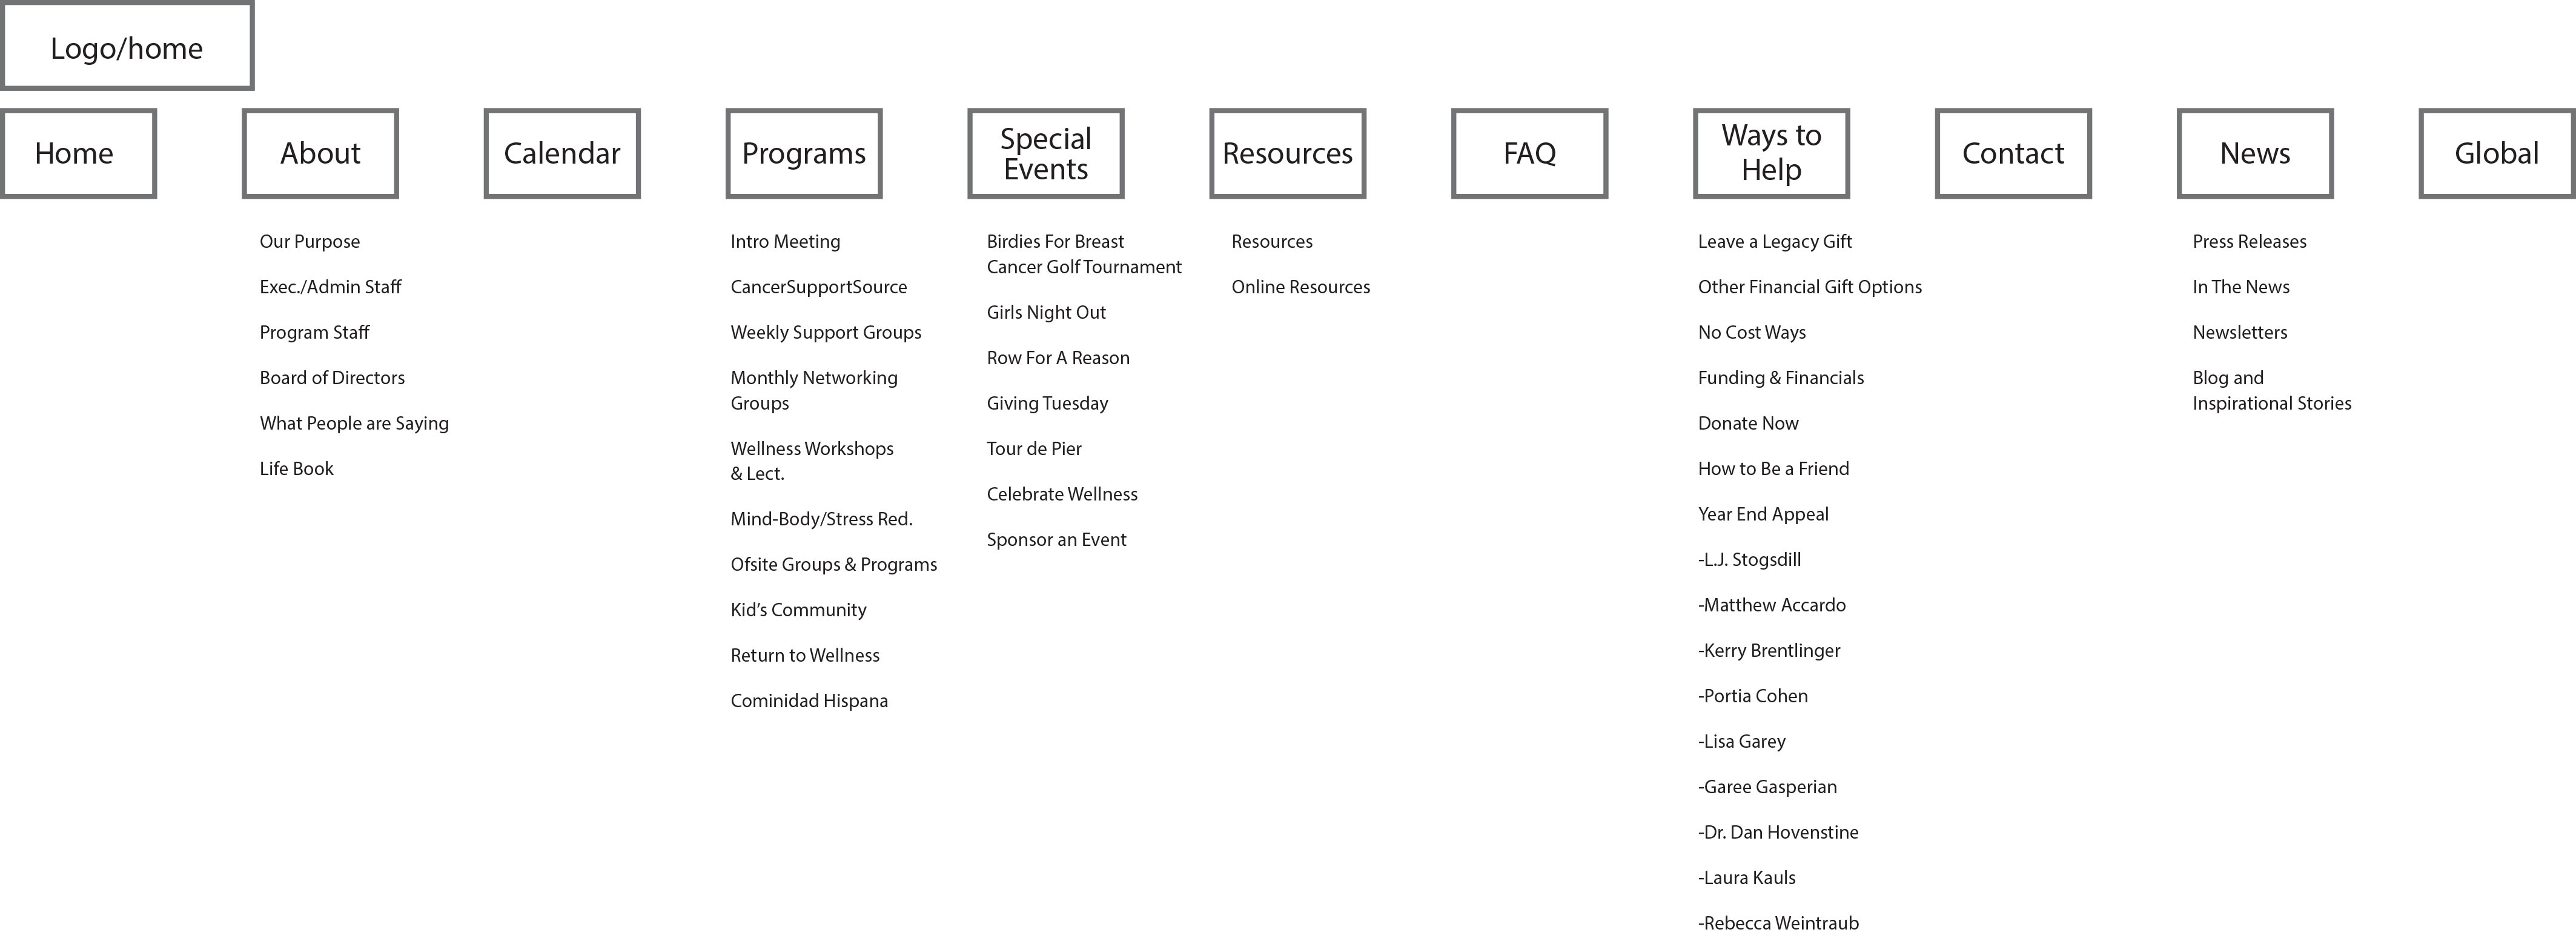 Logo/home
Home
About
Calendar
Programs
Special
Events
Resources
FAQ
Ways to
Help
Contact
News
Global
Our Purpose
Exec./Admin Staff
Program Staff
Board of Directors
What People are Saying
Life Book
Intro Meeting
CancerSupportSource
Weekly Support Groups
Monthly Networking
Groups
Wellness Workshops
& Lect.
Mind-Body/Stress Red.
Ofsite Groups & Programs
Kid’s Community
Return to Wellness
Cominidad Hispana
Birdies For Breast
Cancer Golf Tournament
Girls Night Out
Row For A Reason
Giving Tuesday
Tour de Pier
Celebrate Wellness
Sponsor an Event
Resources
Online Resources
Leave a Legacy Gift
Other Financial Gift Options
No Cost Ways
Funding & Financials
Donate Now
How to Be a Friend
Year End Appeal
-L.J. Stogsdill
-Matthew Accardo
-Kerry Brentlinger
-Portia Cohen
-Lisa Garey
-Garee Gasperian
-Dr. Dan Hovenstine
-Laura Kauls
-Rebecca Weintraub
Press Releases
In The News
Newsletters
Blog and
Inspirational Stories